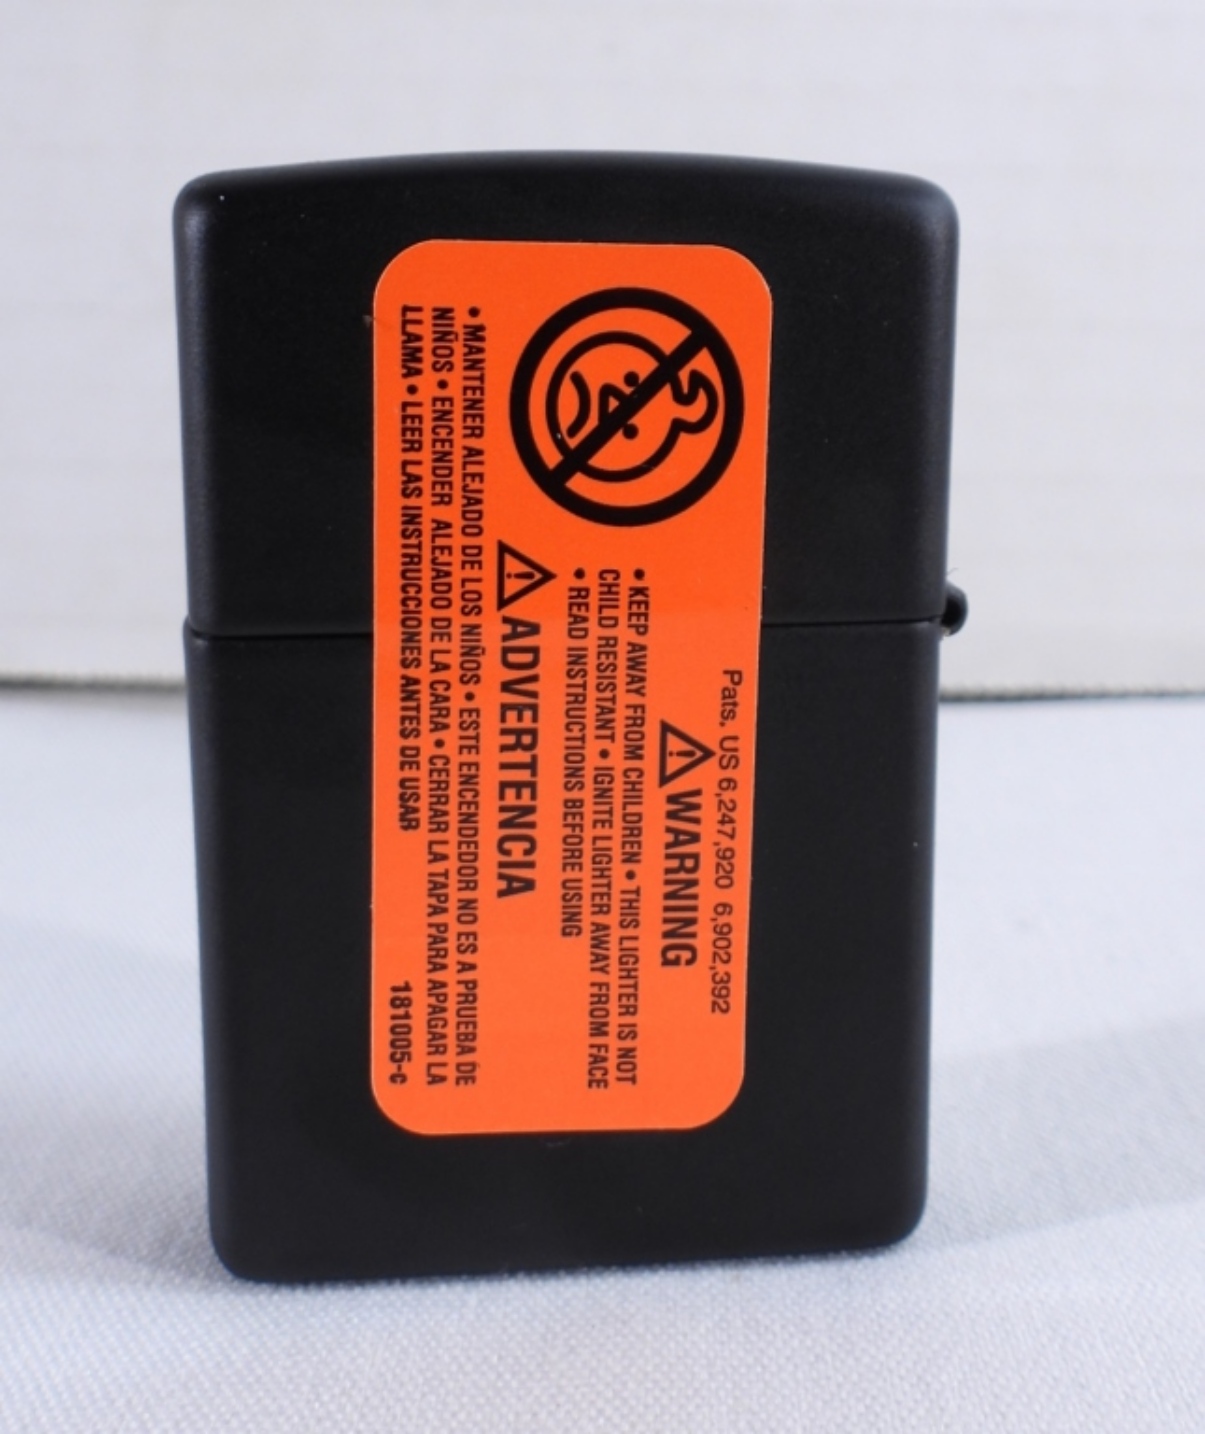 Pats. US 6,247,920 6,902,392
WARNING
• KEEP AWAY FROM CHILDREN • THIS LIGHTER IS NOT
CHILD RESISTANT • IGNITE LIGHTER AWAY FROM FACE
• READ INSTRUCTIONS BEFORE USING
ADVERTENCIA
• MANTENER ALEJADO DE LOS NIÑOS • ESTE ENCENDEDOR NO ES A PRUEBA DE
NIÑOS • ENCENDER ALEJADO DE LA CARA • CERRAR LA TAPA PARA APAGAR LA
LLAMA • LEER LAS INSTRUCCIONES ANTES DE USAR
181005-c